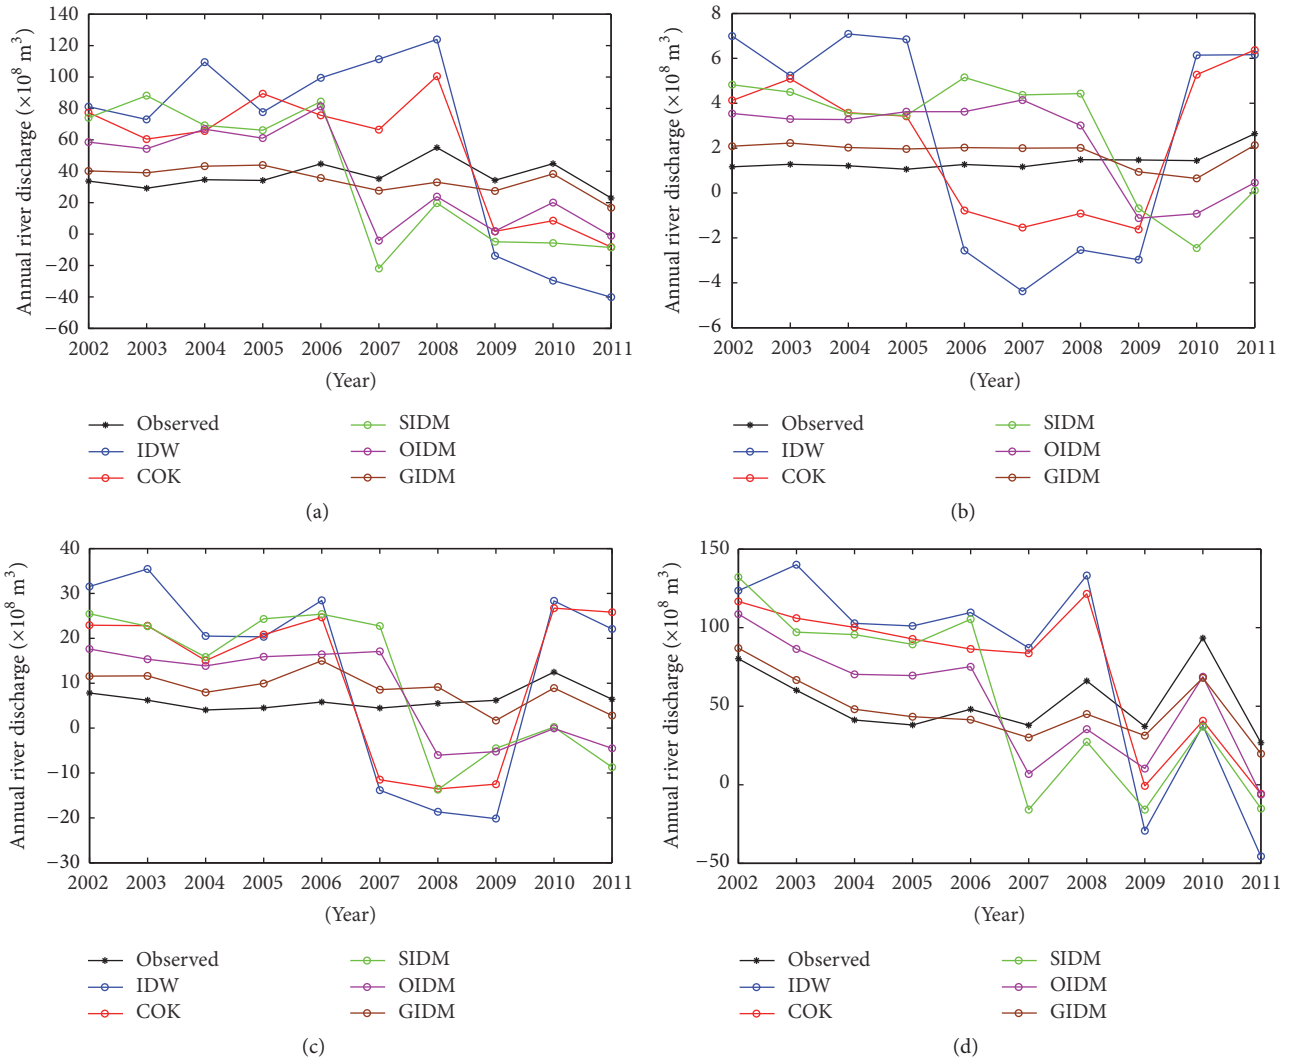 Annual river discharge (×10⁸ m³)
140
120
100
80
60
40
20
0
−20
−40
−60
2002 2003 2004 2005 2006 2007 2008 2009 2010 2011
(Year)
Observed
IDW
COK
SIDM
OIDM
GIDM
(a)
Annual river discharge (×10⁸ m³)
8
6
4
2
0
−2
−4
−6
2002 2003 2004 2005 2006 2007 2008 2009 2010 2011
(Year)
Observed
IDW
COK
SIDM
OIDM
GIDM
(b)
Annual river discharge (×10⁸ m³)
40
30
20
10
0
−10
−20
−30
2002 2003 2004 2005 2006 2007 2008 2009 2010 2011
(Year)
Observed
IDW
COK
SIDM
OIDM
GIDM
(c)
Annual river discharge (×10⁸ m³)
150
100
50
0
−50
2002 2003 2004 2005 2006 2007 2008 2009 2010 2011
(Year)
Observed
IDW
COK
SIDM
OIDM
GIDM
(d)